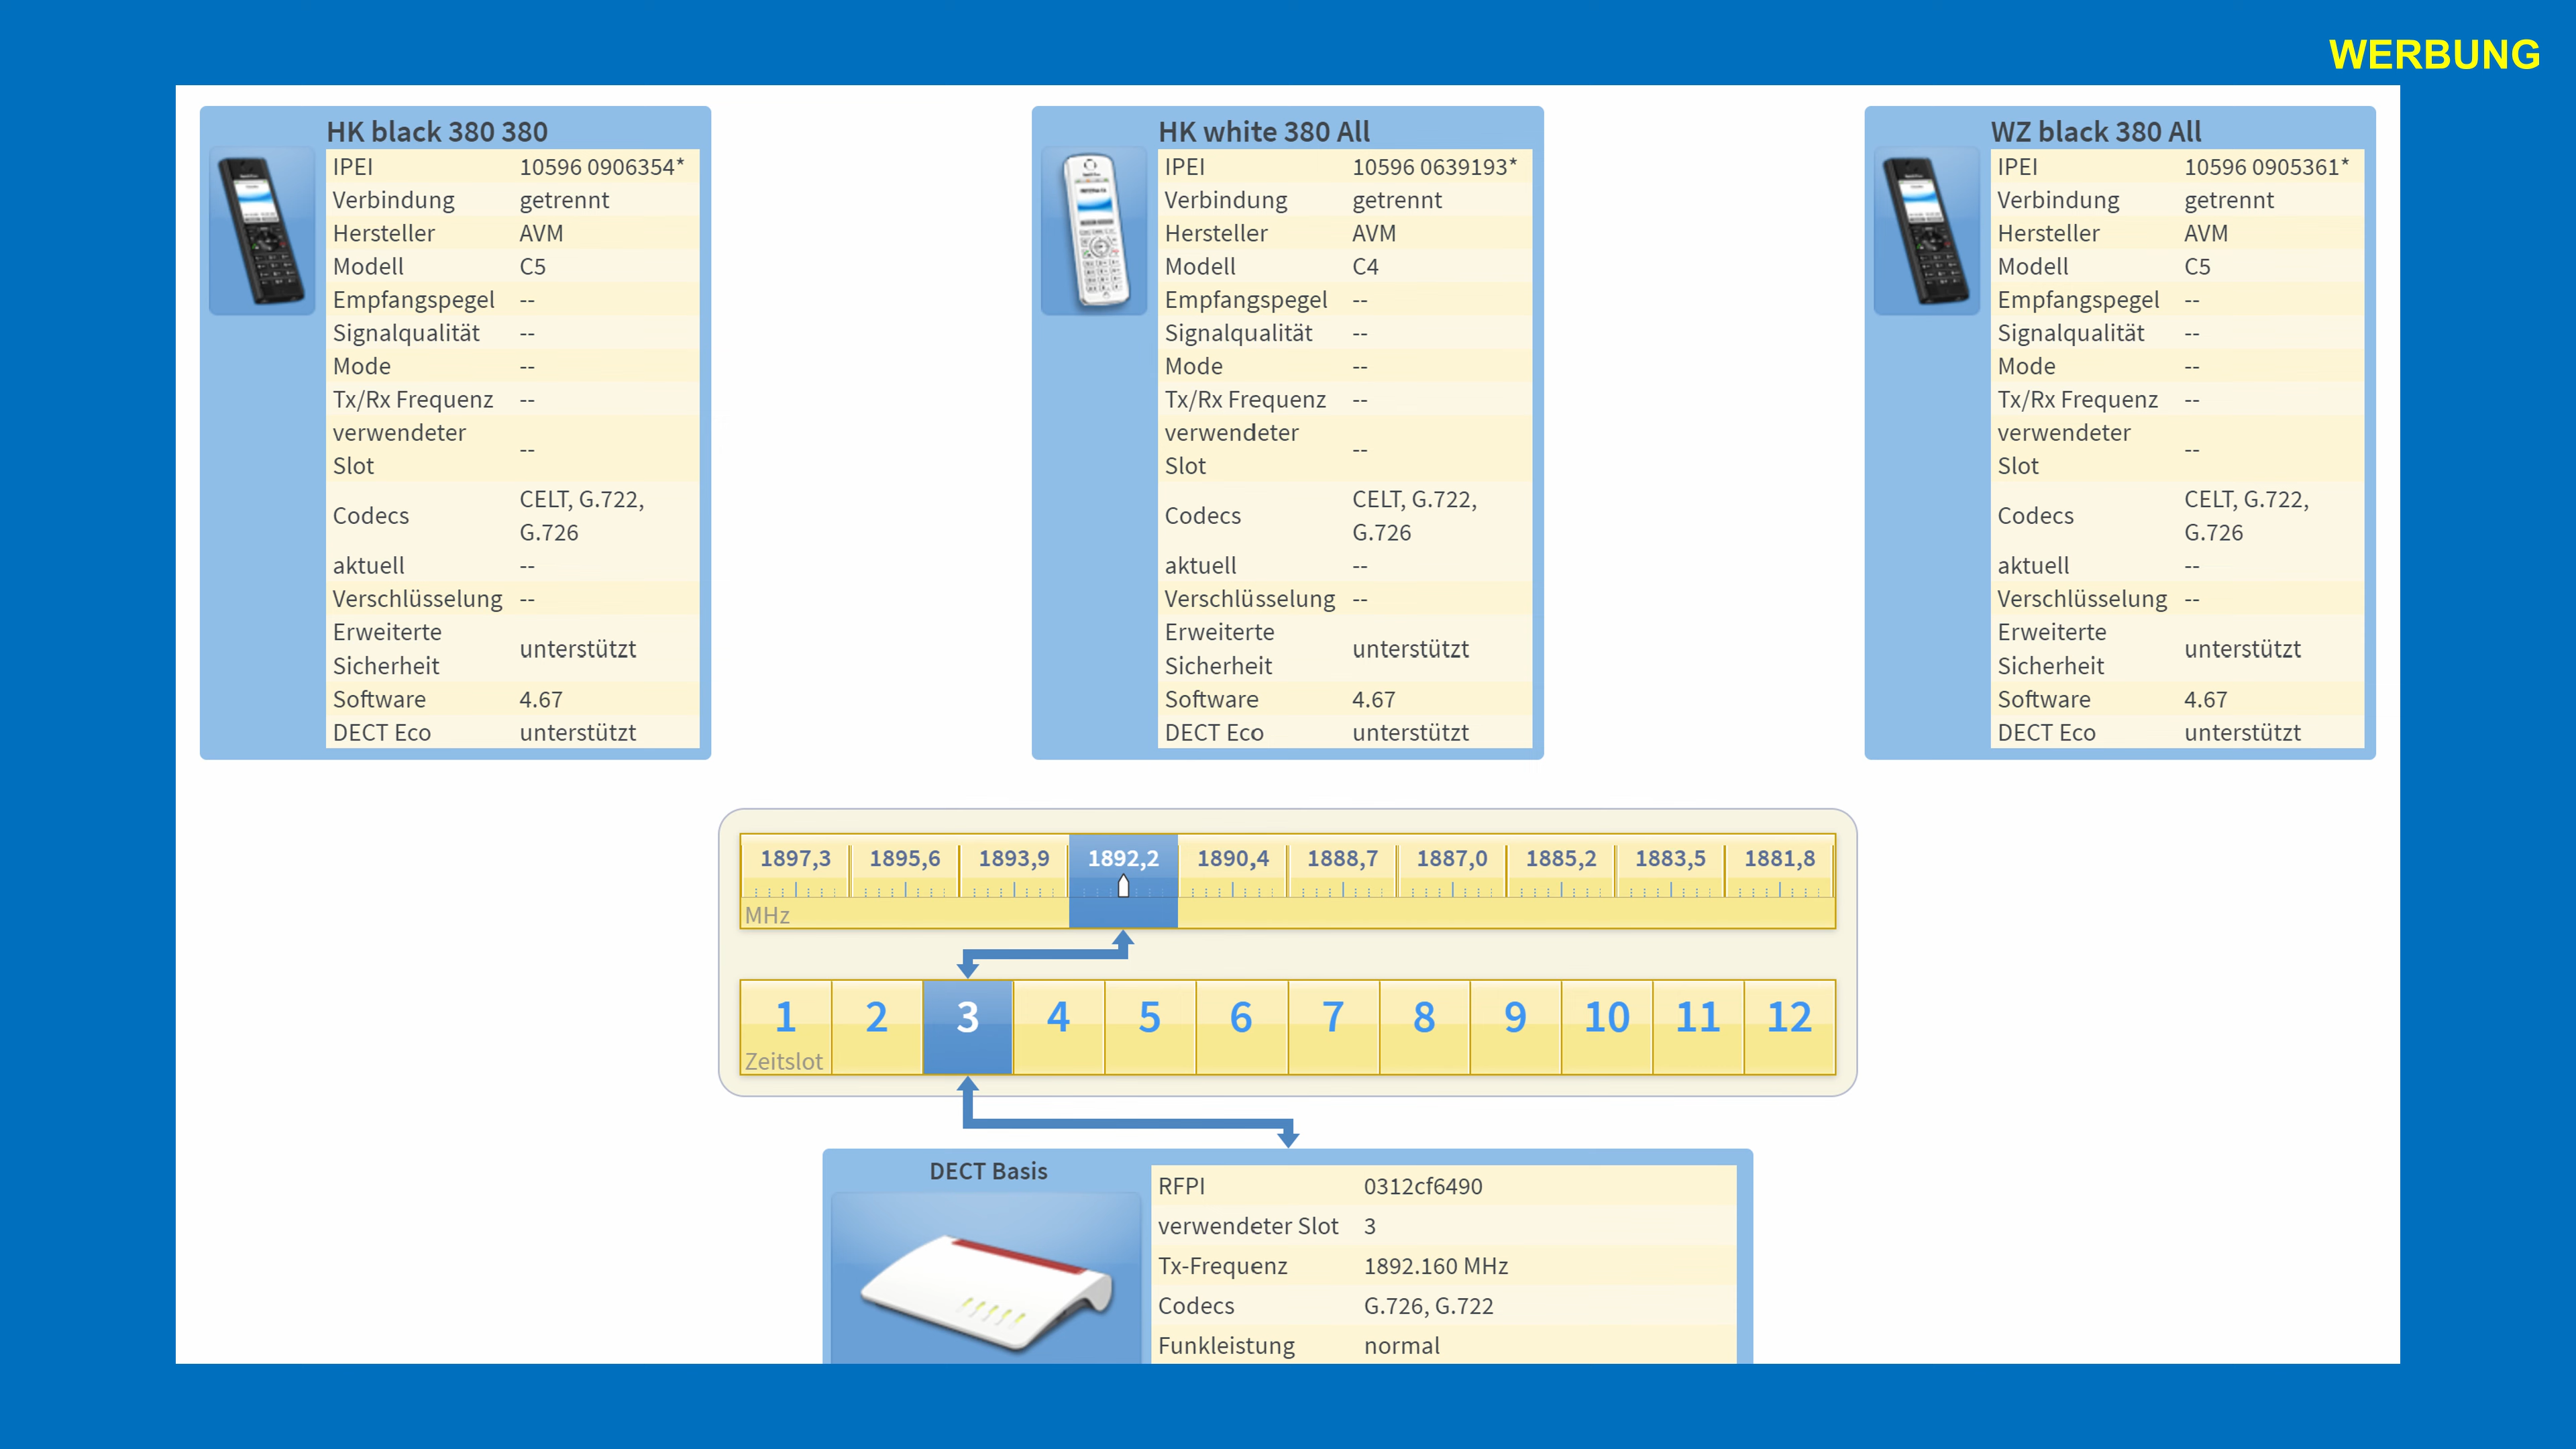 WERBUNG
HK black 380 380
IPEI 10596 0906354*
Verbindung getrennt
Hersteller AVM
Modell C5
Empfangspegel --
Signalqualität --
Mode --
Tx/Rx Frequenz --
verwendeter
Slot --
Codecs CELT, G.722,
G.726
aktuell --
Verschlüsselung --
Erweiterte
Sicherheit unterstützt
Software 4.67
DECT Eco unterstützt
HK white 380 All
IPEI 10596 0639193*
Verbindung getrennt
Hersteller AVM
Modell C4
Empfangspegel --
Signalqualität --
Mode --
Tx/Rx Frequenz --
verwendeter
Slot --
Codecs CELT, G.722,
G.726
aktuell --
Verschlüsselung --
Erweiterte
Sicherheit unterstützt
Software 4.67
DECT Eco unterstützt
WZ black 380 All
IPEI 10596 0905361*
Verbindung getrennt
Hersteller AVM
Modell C5
Empfangspegel --
Signalqualität --
Mode --
Tx/Rx Frequenz --
verwendeter
Slot --
Codecs CELT, G.722,
G.726
aktuell --
Verschlüsselung --
Erweiterte
Sicherheit unterstützt
Software 4.67
DECT Eco unterstützt
1897,3 1895,6 1893,9 1892,2 1890,4 1888,7 1887,0 1885,2 1883,5 1881,8
MHz
1 2 3 4 5 6 7 8 9 10 11 12
Zeitslot
DECT Basis
RFPI 0312cf6490
verwendeter Slot 3
Tx-Frequenz 1892.160 MHz
Codecs G.726, G.722
Funkleistung normal